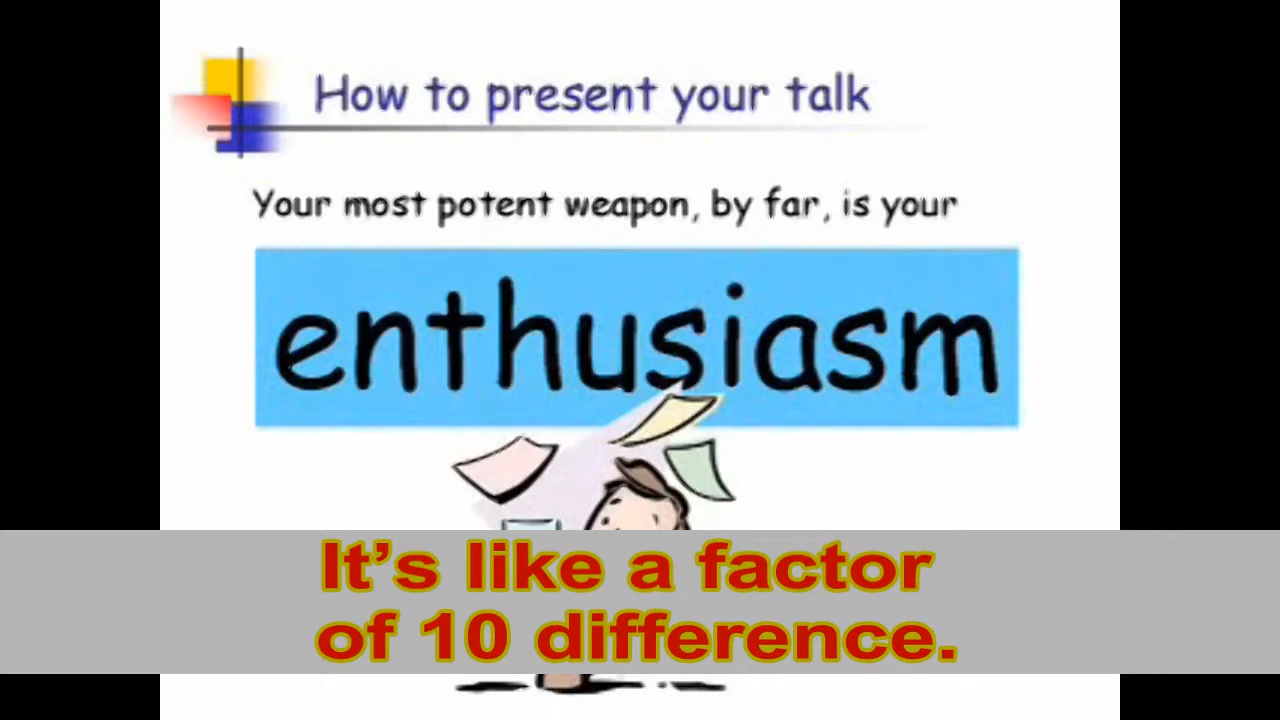 How to present your talk
Your most potent weapon, by far, is your
enthusiasm
It’s like a factor
of 10 difference.